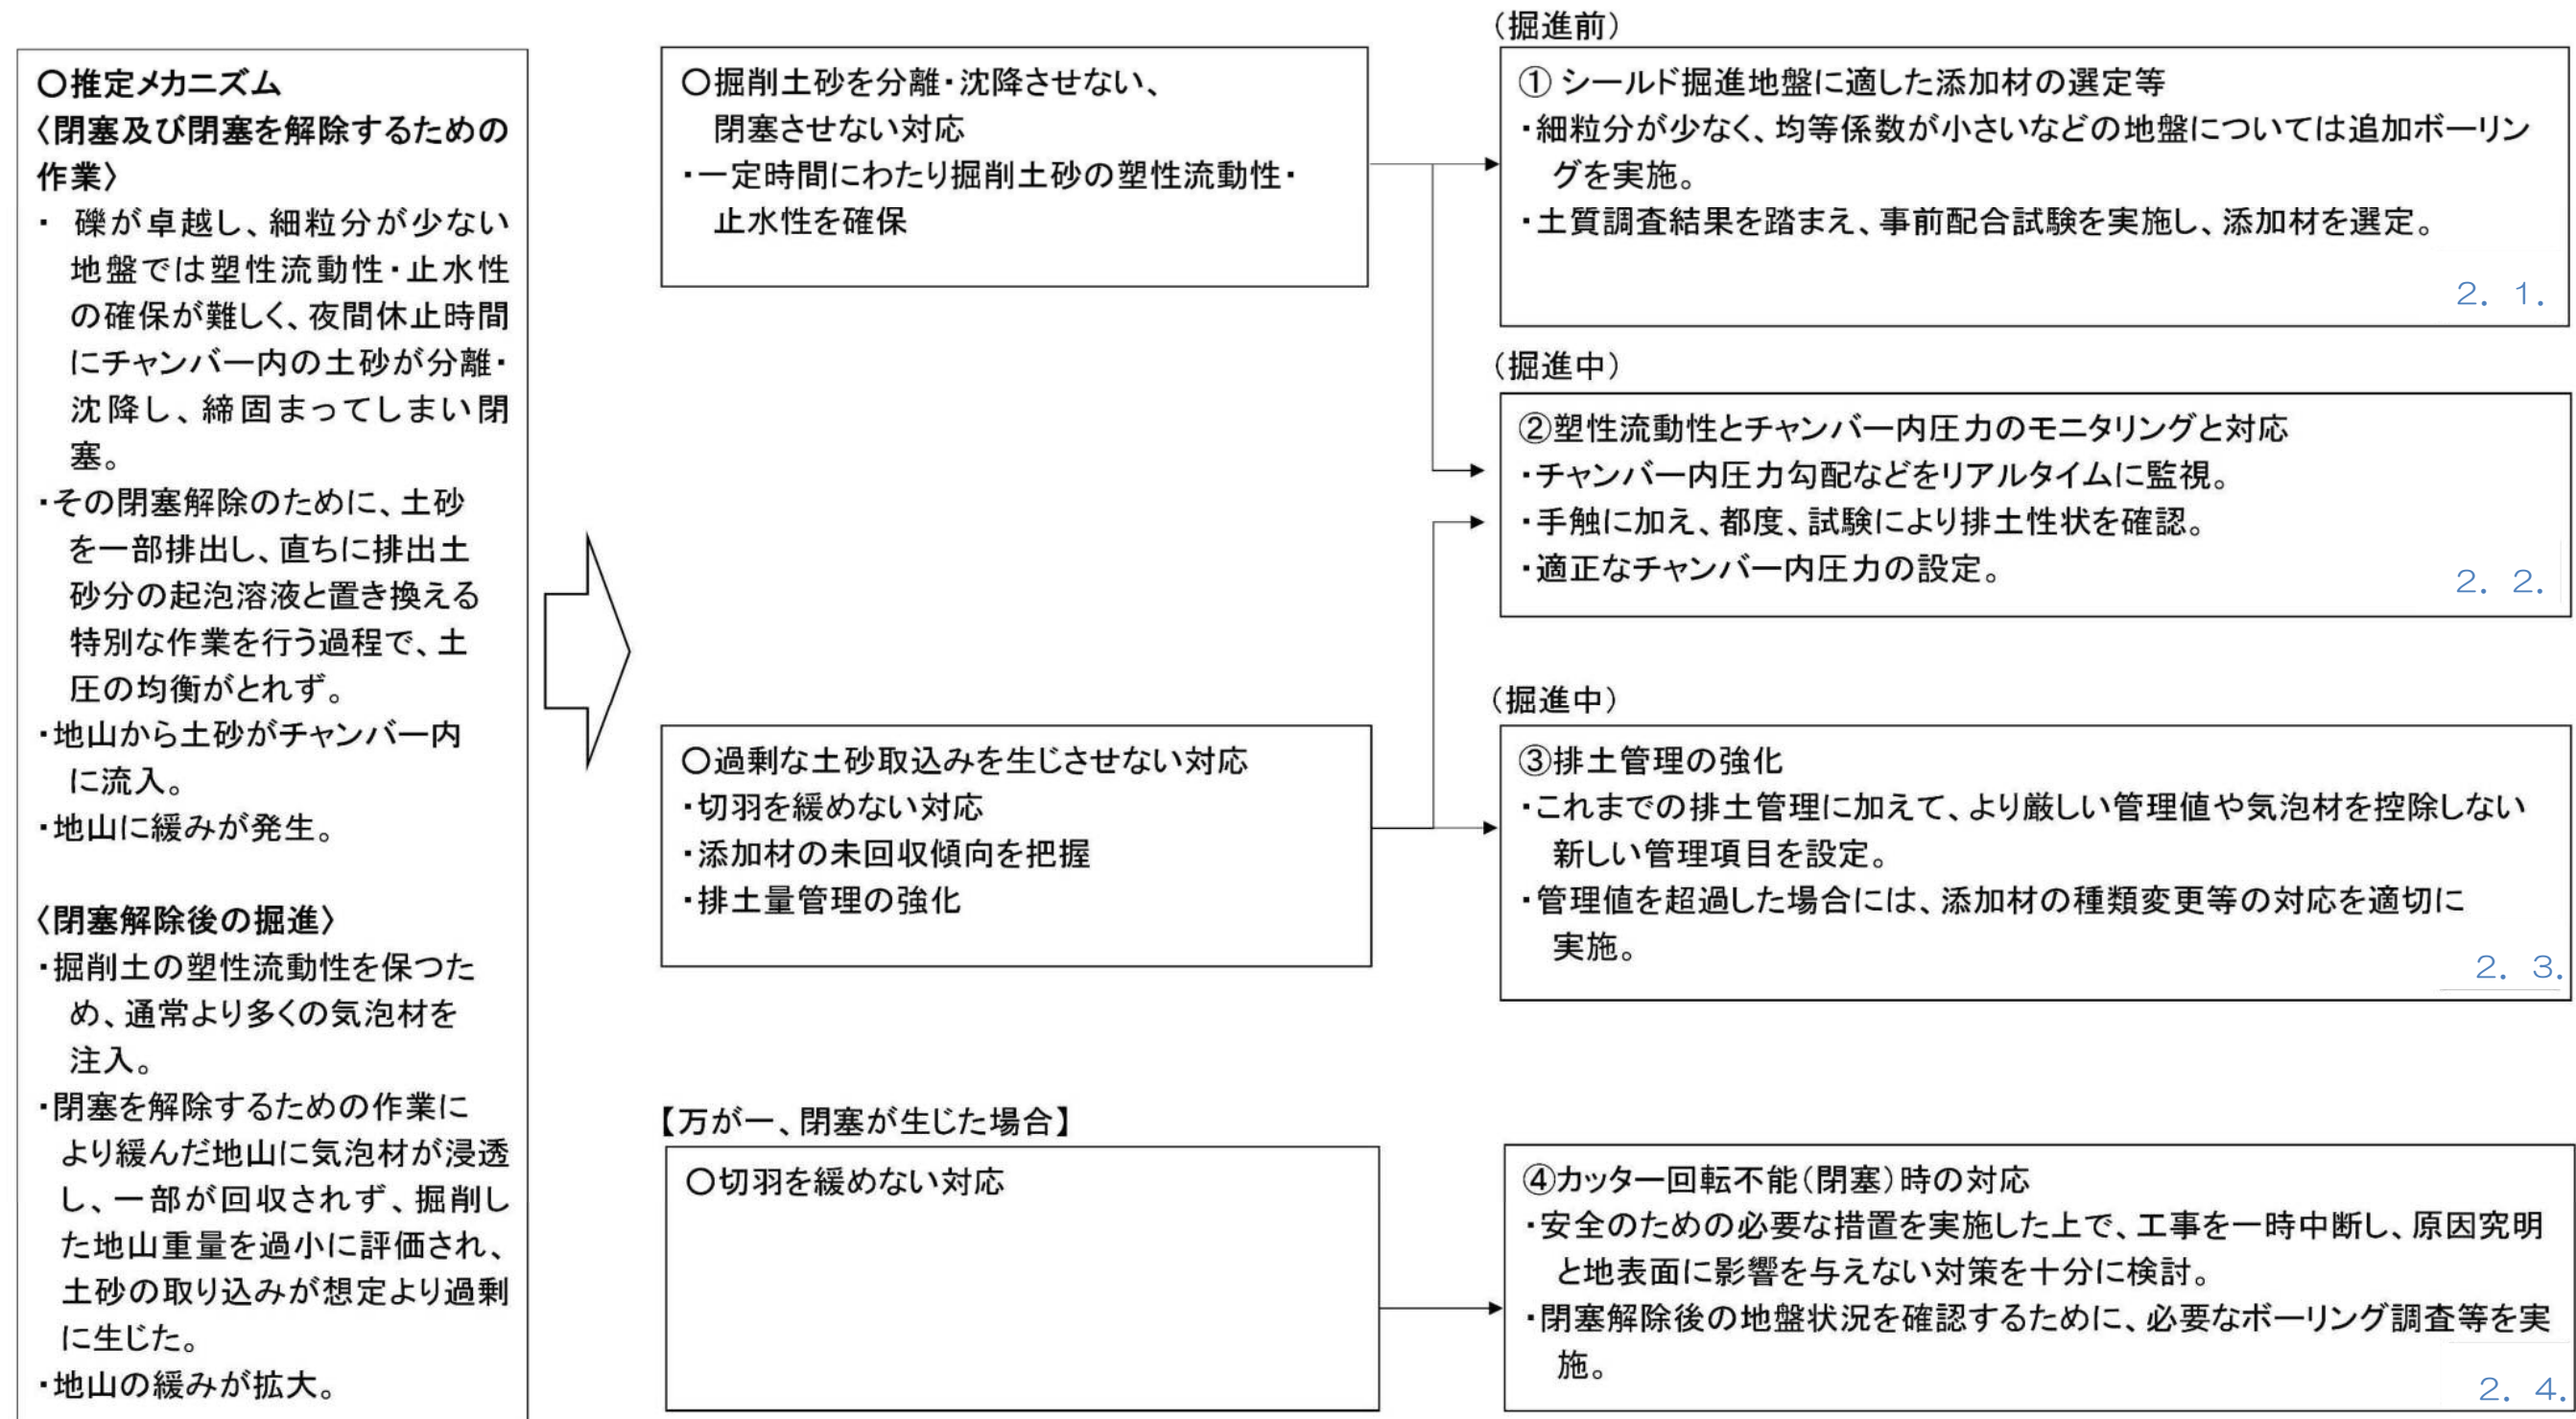 ○推定メカニズム
〈閉塞及び閉塞を解除するための
作業〉
・ 礫が卓越し、細粒分が少ない
地盤では塑性流動性・止水性
の確保が難しく、夜間休止時間
にチャンバー内の土砂が分離・
沈降し、締固まってしまい閉
塞。
・その閉塞解除のために、土砂
を一部排出し、直ちに排出土
砂分の起泡溶液と置き換える
特別な作業を行う過程で、土
圧の均衡がとれず。
・地山から土砂がチャンバー内
に流入。
・地山に緩みが発生。
〈閉塞解除後の掘進〉
・掘削土の塑性流動性を保つた
め、通常より多くの気泡材を
注入。
・閉塞を解除するための作業に
より緩んだ地山に気泡材が浸透
し、一部が回収されず、掘削し
た地山重量を過小に評価され、
土砂の取り込みが想定より過剰
に生じた。
・地山の緩みが拡大。
○掘削土砂を分離・沈降させない、
閉塞させない対応
・一定時間にわたり掘削土砂の塑性流動性・
止水性を確保
(掘進前)
① シールド掘進地盤に適した添加材の選定等
・細粒分が少なく、均等係数が小さいなどの地盤については追加ボーリン
グを実施。
・土質調査結果を踏まえ、事前配合試験を実施し、添加材を選定。
2．1．
(掘進中)
②塑性流動性とチャンバー内圧力のモニタリングと対応
・チャンバー内圧力勾配などをリアルタイムに監視。
・手触に加え、都度、試験により排土性状を確認。
・適正なチャンバー内圧力の設定。
2．2．
○過剰な土砂取込みを生じさせない対応
・切羽を緩めない対応
・添加材の未回収傾向を把握
・排土量管理の強化
(掘進中)
③排土管理の強化
・これまでの排土管理に加えて、より厳しい管理値や気泡材を控除しない
新しい管理項目を設定。
・管理値を超過した場合には、添加材の種類変更等の対応を適切に
実施。
2．3．
【万が一、閉塞が生じた場合】
○切羽を緩めない対応
④カッター回転不能(閉塞)時の対応
・安全のための必要な措置を実施した上で、工事を一時中断し、原因究明
と地表面に影響を与えない対策を十分に検討。
・閉塞解除後の地盤状況を確認するために、必要なボーリング調査等を実
施。
2．4．